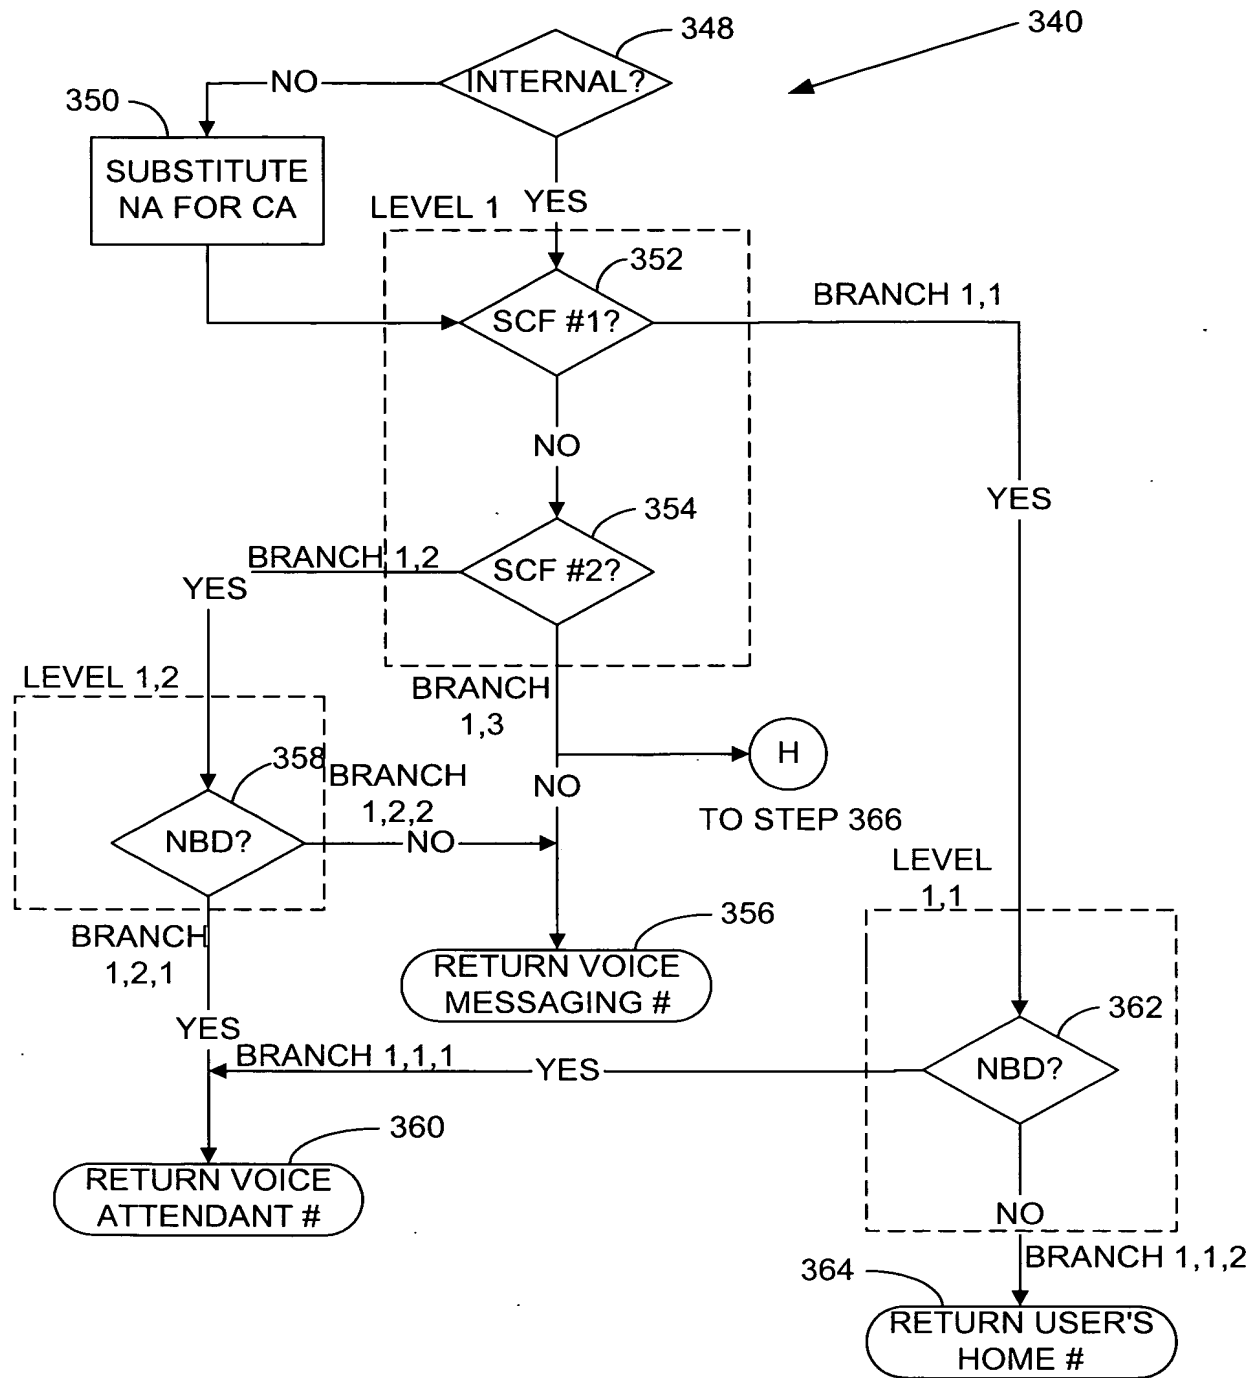 348
340
INTERNAL?
NO
350
SUBSTITUTE
NA FOR CA
YES
LEVEL 1
352
SCF #1?
BRANCH 1,1
NO
YES
354
BRANCH 1,2
SCF #2?
YES
LEVEL 1,2
BRANCH
1,3
358
BRANCH
1,2,2
H
NO
TO STEP 366
NBD?
NO
LEVEL
1,1
356
BRANCH
1,2,1
RETURN VOICE
MESSAGING #
362
YES
BRANCH 1,1,1
YES
NBD?
360
RETURN VOICE
ATTENDANT #
NO
BRANCH 1,1,2
364
RETURN USER'S
HOME #